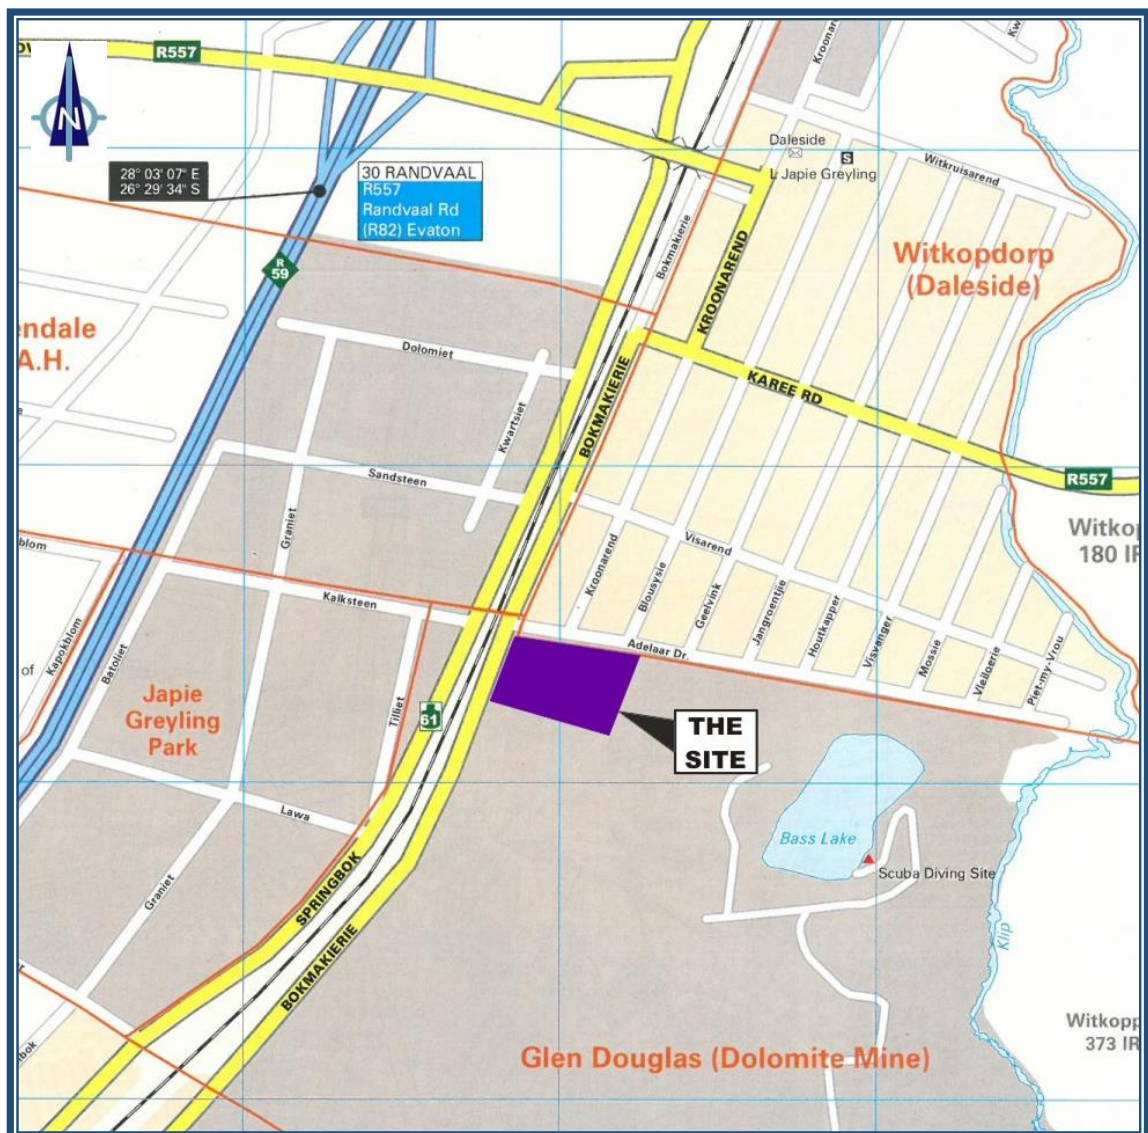 R557
N
28° 03' 07" E
26° 29' 34" S
30 RANDVAAL
R557
Randvaal Rd
(R82) Evaton
R
59
Daleside
L Japie Greyling
S
Kroonarend
Witkruisarend
Bokmakierie
KROONAREND
Witkopdorp
(Daleside)
endale
A.H.
Dolomiet
Kwartsiet
BOKMAKIERIE
KAREE RD
R557
Sandsteen
Graniet
Visarend
Kroonarend
Blousysie
Geelvink
Jangroentjie
Houtkapper
Visvanger
Mossie
Vleiloerie
Piet-my-Vrou
Witkop
180 IR
blom
Kapokblom
Batoliet
Kalksteen
Adelaar Dr.
of
Japie
Greyling
Park
Tilliet
61
THE
SITE
Lawa
Graniet
Bass Lake
Scuba Diving Site
SPRINGBOK
BOKMAKIERIE
Klip
Witkopp
373 IR
bok
Glen Douglas (Dolomite Mine)